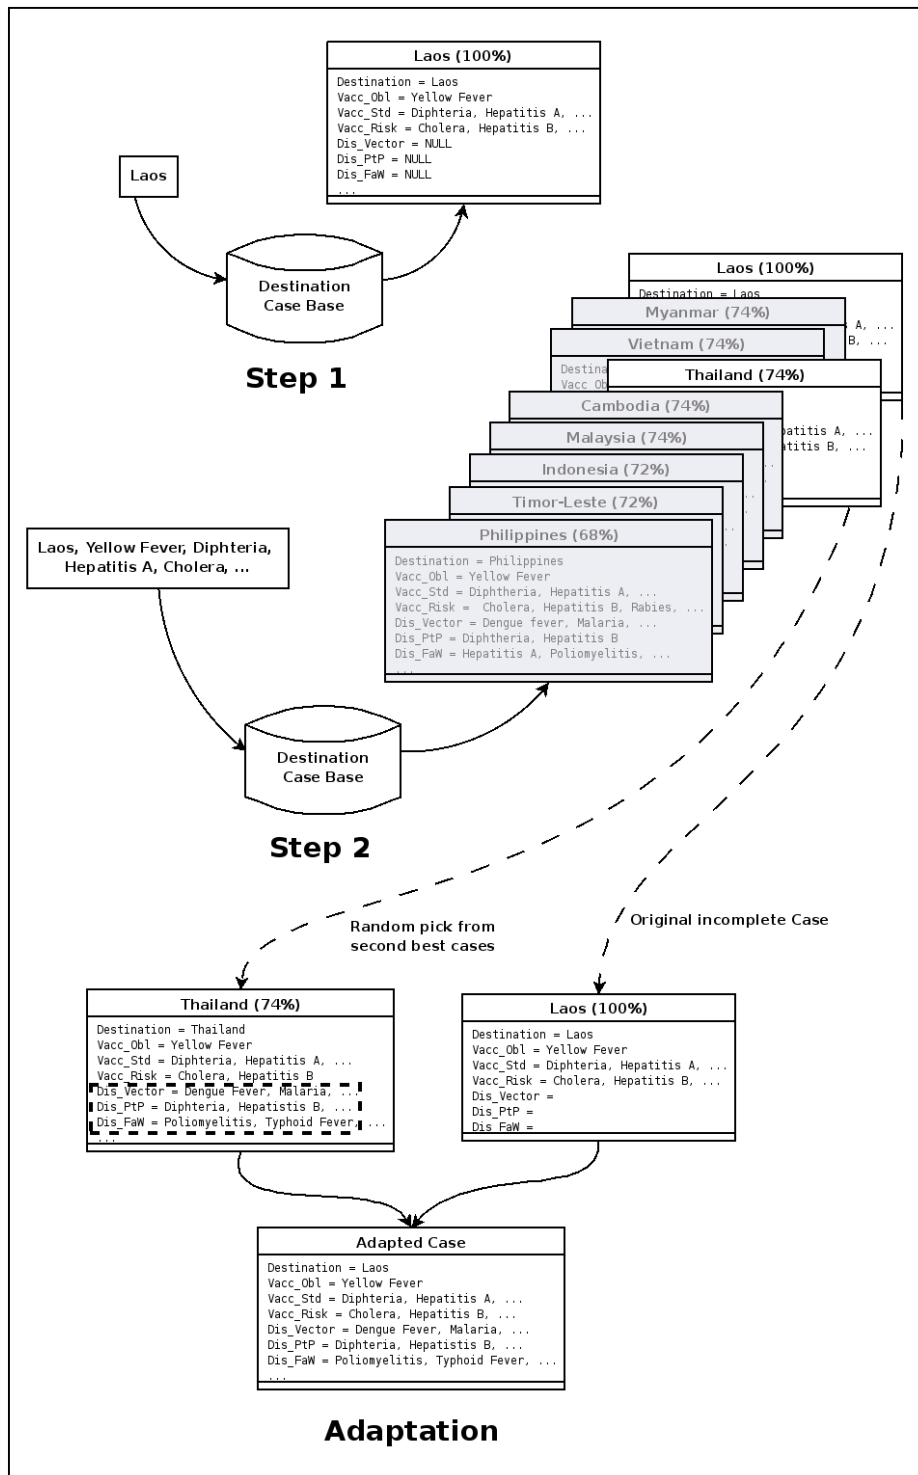 Laos (100%)
Destination = Laos
Vacc_Obl = Yellow Fever
Vacc_Std = Diphteria, Hepatitis A, ...
Vacc_Risk = Cholera, Hepatitis B, ...
Dis_Vector = NULL
Dis_PtP = NULL
Dis_FaW = NULL
...
Laos
Destination
Case Base
Step 1
Laos (100%)
Destination = Laos
Myanmar (74%)
A, ...
Vietnam (74%)
B, ...
Destina
Thailand (74%)
Vacc_Ob
Cambodia (74%)
patitis A, ...
Malaysia (74%)
atitis B, ...
Indonesia (72%)
Timor-Leste (72%)
Philippines (68%)
Destination = Philippines
Vacc_Obl = Yellow Fever
Vacc_Std = Diphtheria, Hepatitis A, ...
Vacc_Risk =  Cholera, Hepatitis B, Rabies, ...
Dis_Vector = Dengue fever, Malaria, ...
Dis_PtP = Diphtheria, Hepatitis B
Dis_FaW = Hepatitis A, Poliomyelitis, ...
...
Laos, Yellow Fever, Diphteria,
Hepatitis A, Cholera, ...
Destination
Case Base
Step 2
Random pick from
second best cases
Original incomplete Case
Thailand (74%)
Destination = Thailand
Vacc_Obl = Yellow Fever
Vacc_Std = Diphteria, Hepatitis A, ...
Vacc_Risk = Cholera, Hepatitis B
Dis_Vector = Dengue Fever, Malaria, ...
Dis_PtP = Diphteria, Hepatistis B, ...
Dis_FaW = Poliomyelitis, Typhoid Fever, ...
...
Laos (100%)
Destination = Laos
Vacc_Obl = Yellow Fever
Vacc_Std = Diphteria, Hepatitis A, ...
Vacc_Risk = Cholera, Hepatitis B, ...
Dis_Vector =
Dis_PtP =
Dis_FaW =
Adapted Case
Destination = Laos
Vacc_Obl = Yellow Fever
Vacc_Std = Diphteria, Hepatitis A, ...
Vacc_Risk = Cholera, Hepatitis B, ...
Dis_Vector = Dengue Fever, Malaria, ...
Dis_PtP = Diphteria, Hepatistis B, ...
Dis_FaW = Poliomyelitis, Typhoid Fever, ...
...
Adaptation